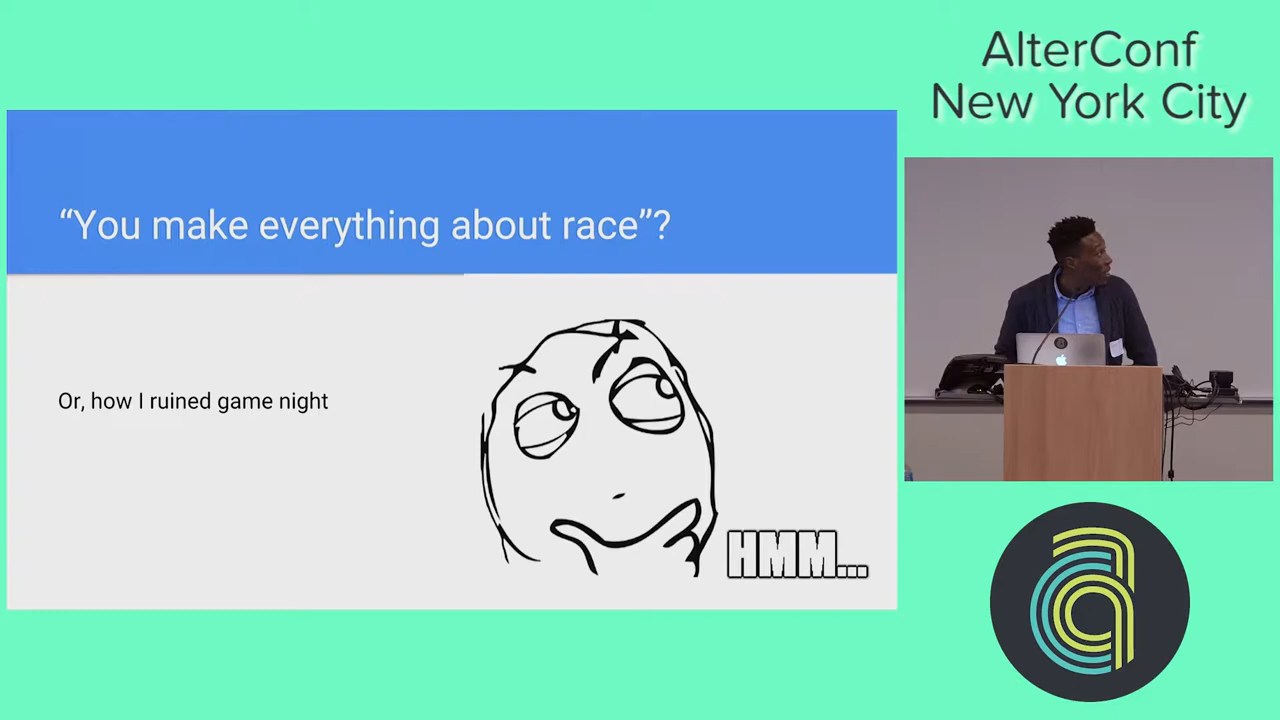 AlterConf
New York City
“You make everything about race”?
Or, how I ruined game night
HMM...